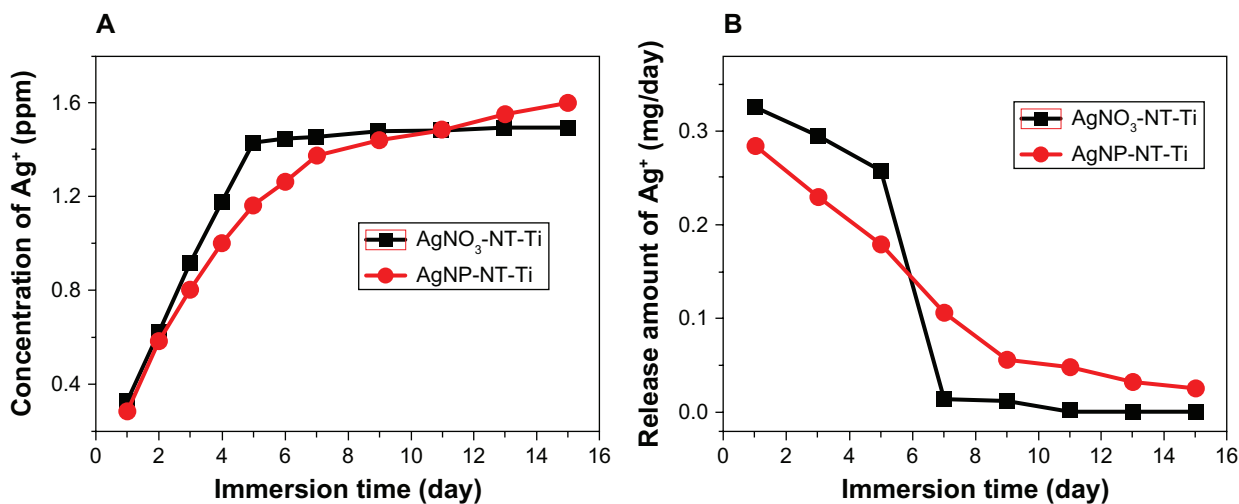 A
Concentration of Ag⁺ (ppm)
1.6
1.2
0.8
0.4
0 2 4 6 8 10 12 14 16
Immersion time (day)
AgNO₃-NT-Ti
AgNP-NT-Ti
B
Release amount of Ag⁺ (mg/day)
0.3
0.2
0.1
0.0
0 2 4 6 8 10 12 14 16
Immersion time (day)
AgNO₃-NT-Ti
AgNP-NT-Ti